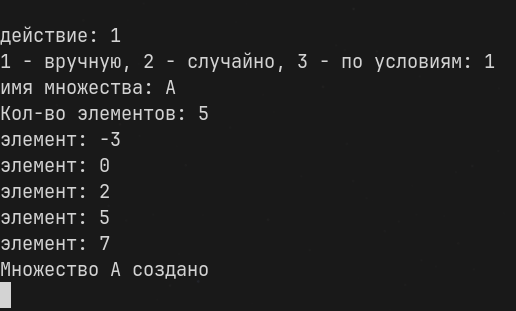 действие: 1
1 - вручную, 2 - случайно, 3 - по условиям: 1
имя множества: A
Кол-во элементов: 5
элемент: -3
элемент: 0
элемент: 2
элемент: 5
элемент: 7
Множество A создано